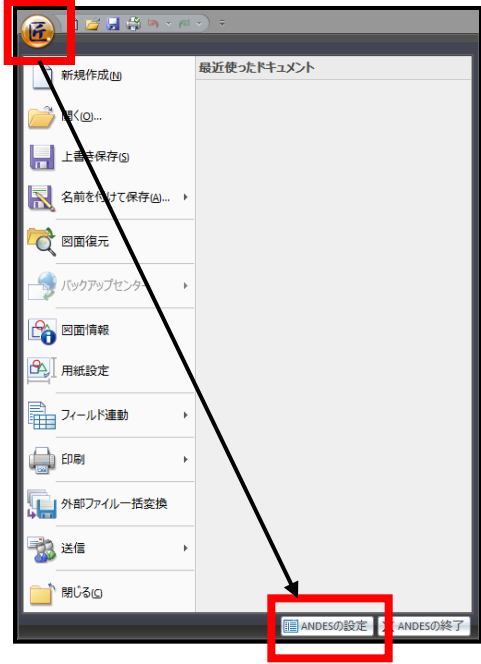 匠
最近使ったドキュメント
新規作成(N)
開く(O)...
上書き保存(S)
名前を付けて保存(A)...
図面復元
バックアップセンター
図面情報
用紙設定
フィールド連動
印刷
外部ファイル一括変換
送信
閉じる(C)
ANDESの設定
ANDESの終了